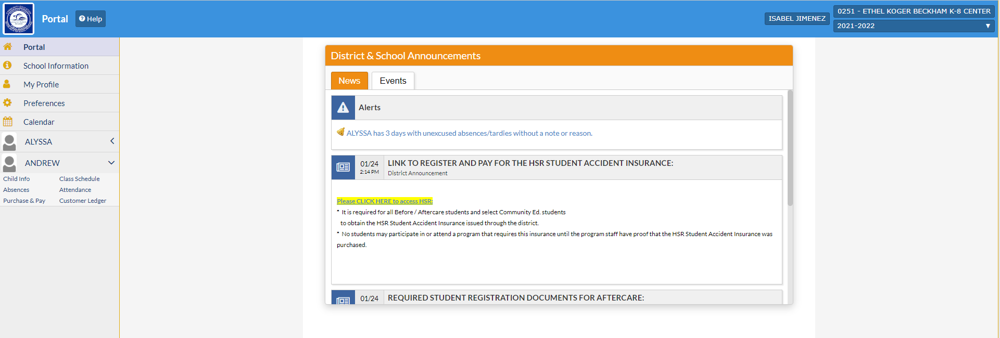 Portal
Help
ISABEL JIMENEZ
0251 - ETHEL KOGER BECKHAM K-8 CENTER
2021-2022
Portal
School Information
My Profile
Preferences
Calendar
ALYSSA
ANDREW
Child Info Class Schedule
Absences Attendance
Purchase & Pay Customer Ledger
District & School Announcements
News Events
Alerts
ALYSSA has 3 days with unexcused absences/tardies without a note or reason.
01/24 LINK TO REGISTER AND PAY FOR THE HSR STUDENT ACCIDENT INSURANCE:
2:14 PM District Announcement
Please CLICK HERE to access HSR:
* It is required for all Before / Aftercare students and select Community Ed. students
to obtain the HSR Student Accident Insurance issued through the district.
* No students may participate in or attend a program that requires this insurance until the program staff have proof that the HSR Student Accident Insurance was
purchased.
01/24 REQUIRED STUDENT REGISTRATION DOCUMENTS FOR AFTERCARE: